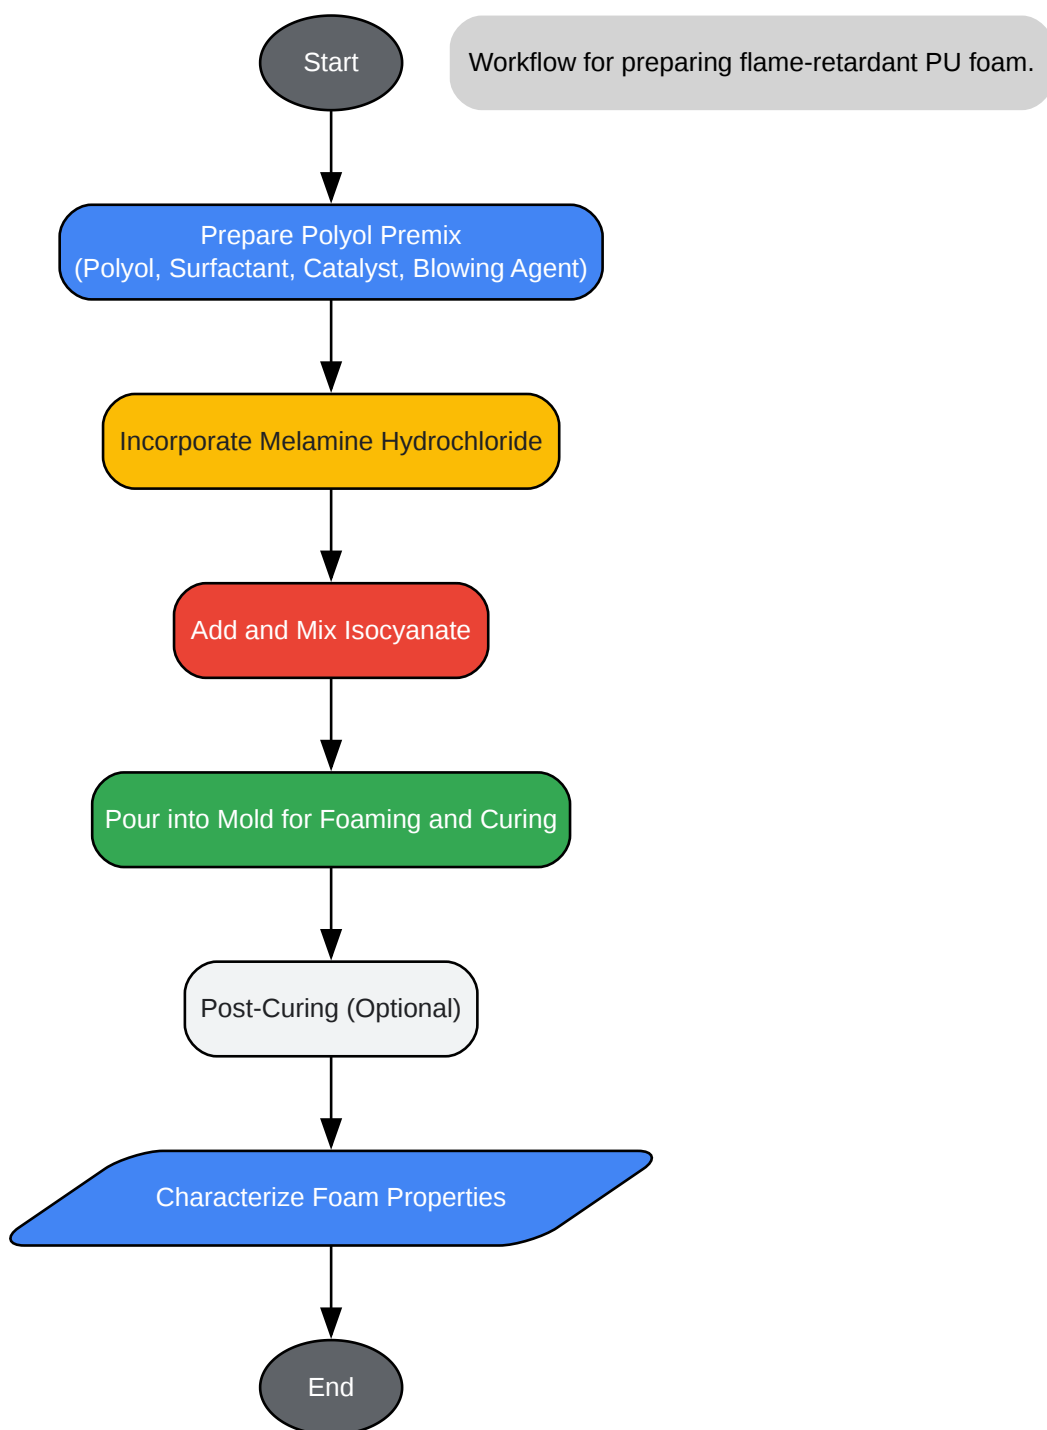 Start
Workflow for preparing flame-retardant PU foam.
Prepare Polyol Premix
(Polyol, Surfactant, Catalyst, Blowing Agent)
Incorporate Melamine Hydrochloride
Add and Mix Isocyanate
Pour into Mold for Foaming and Curing
Post-Curing (Optional)
Characterize Foam Properties
End